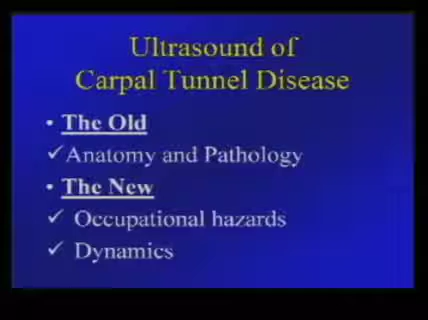 Ultrasound of
Carpal Tunnel Disease
• The Old
✓Anatomy and Pathology
• The New
✓ Occupational hazards
✓ Dynamics